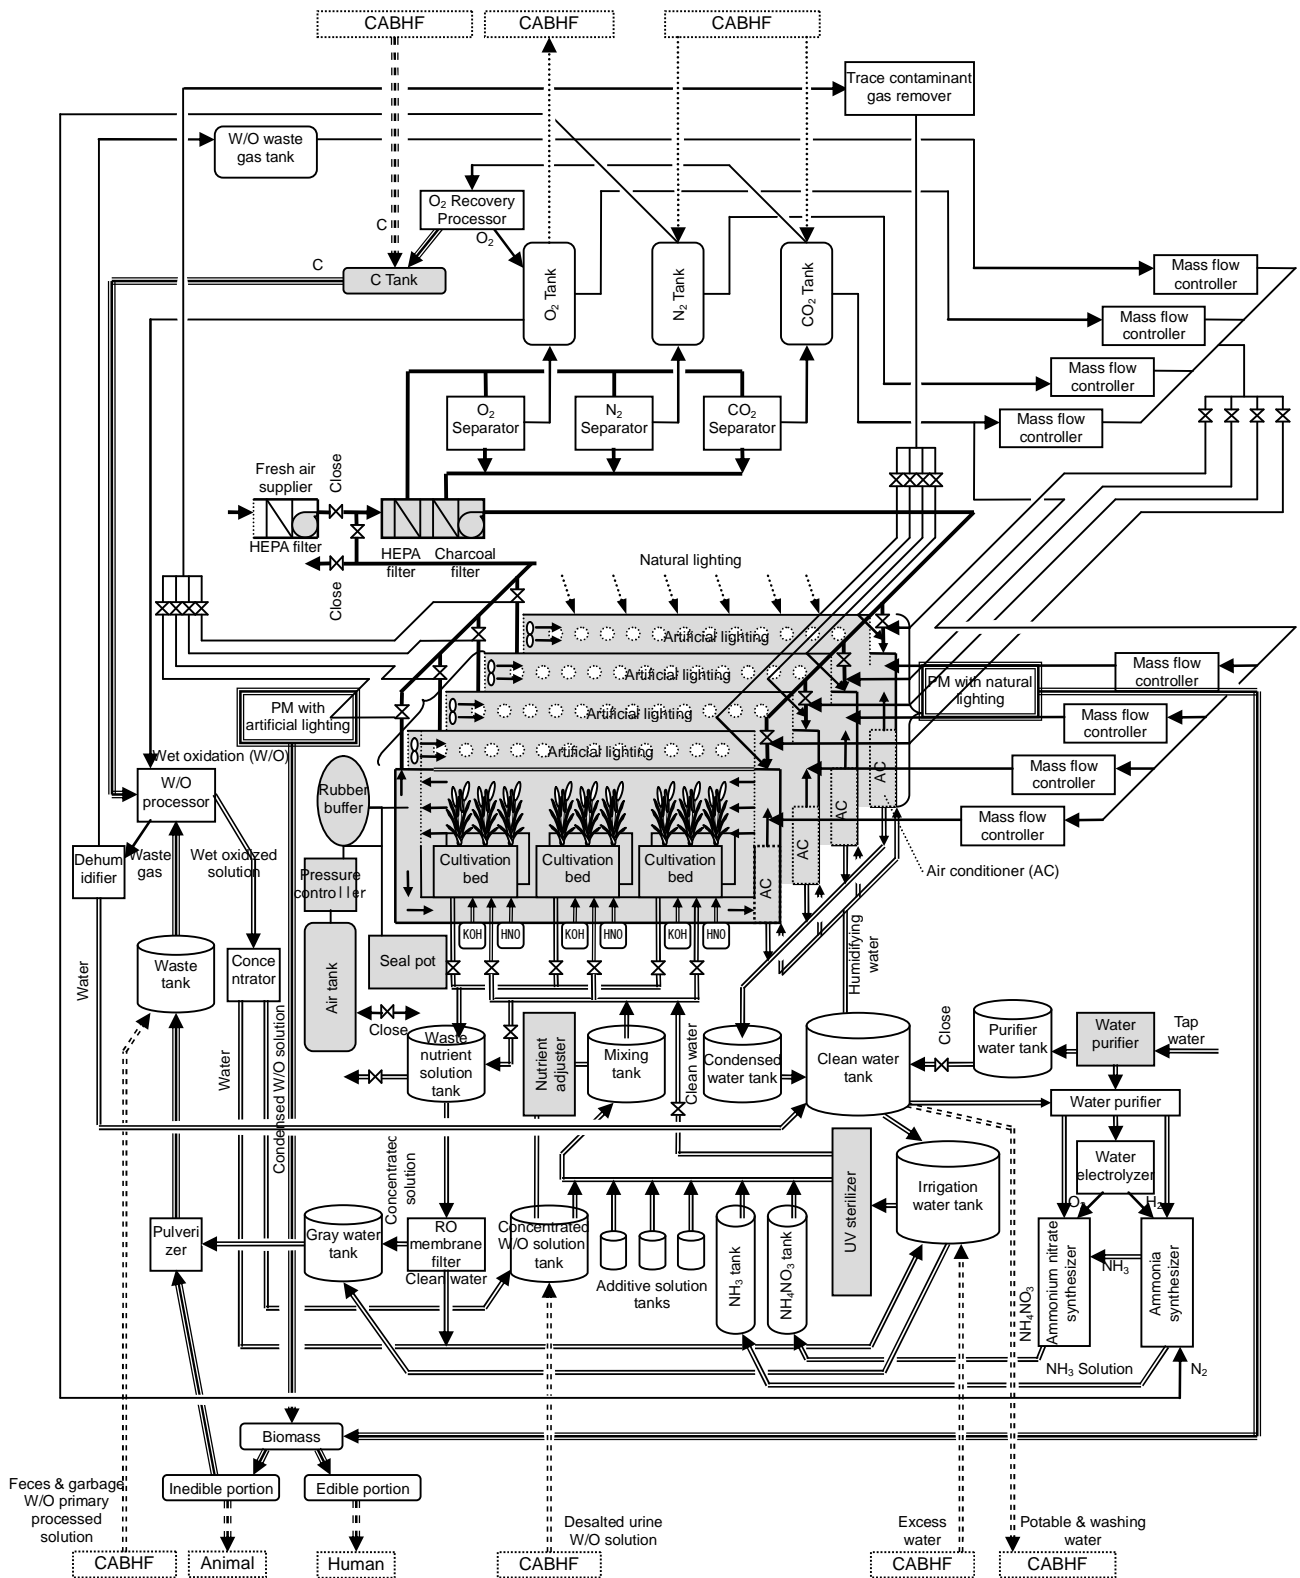 CABHF
CABHF
CABHF
Trace contaminant
gas remover
W/O waste
gas tank
O2 Recovery
Processor
C
O2
C
C Tank
O2 Tank
N2 Tank
CO2 Tank
Mass flow
controller
Mass flow
controller
Mass flow
controller
Mass flow
controller
O2
Separator
N2
Separator
CO2
Separator
Fresh air
supplier
Close
HEPA filter
HEPA
filter
Charcoal
filter
Close
Natural lighting
Artificial lighting
Artificial lighting
Artificial lighting
Artificial lighting
PM with
artificial lighting
PM with natural
lighting
Mass flow
controller
Mass flow
controller
Mass flow
controller
Mass flow
controller
Wet oxidation (W/O)
W/O
processor
Rubber
buffer
AC
AC
AC
AC
Air conditioner (AC)
Dehum
idifier
Waste
gas
Wet oxidized
solution
Pressure
controller
Cultivation
bed
Cultivation
bed
Cultivation
bed
KOH
HNO
KOH
HNO
KOH
HNO
Water
Waste
tank
Conce
ntrator
Air tank
Seal pot
Close
Humidifying
water
Waste
nutrient
solution
tank
Nutrient
adjuster
Mixing
tank
Clean water
Condensed
water tank
Clean water
tank
Close
Purifier
water tank
Water
purifier
Tap
water
Water purifier
Water
Condensed W/O solution
Concentrated
solution
Water
electrolyzer
O2
H2
Irrigation
water tank
UV sterilizer
Pulveri
zer
Gray water
tank
RO
membrane
filter
Clean water
Concentrated
W/O solution
tank
Additive solution
tanks
NH3 tank
NH4NO3 tank
NH4NO3
Ammonium nitrate
synthesizer
NH3
Ammonia
synthesizer
NH3 Solution
N2
Biomass
Inedible portion
Edible portion
Feces & garbage
W/O primary
processed
solution
Desalted urine
W/O solution
Excess
water
Potable & washing
water
CABHF
Animal
Human
CABHF
CABHF
CABHF